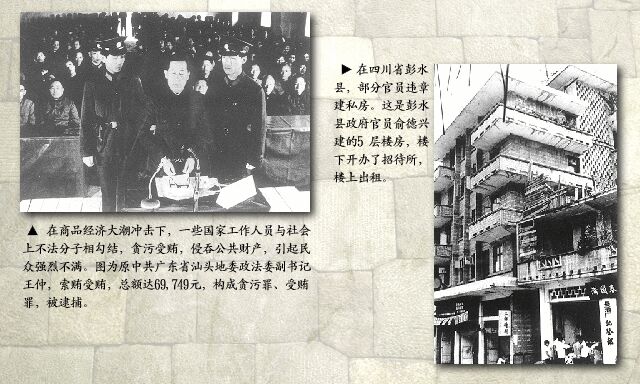 ▲ 在商品经济大潮冲击下，一些国家工作人员与社会
上不法分子相勾结，贪污受贿，侵吞公共财产，引起民
众强烈不满。图为原中共广东省汕头地委政法委副书记
王仲，索贿受贿，总额达69,749元，构成贪污罪、受贿
罪，被逮捕。
▶ 在四川省彭水
县，部分官员违章
建私房。这是彭水
县政府官员俞德兴
建的5 层楼房，楼
下开办了招待所，
楼上出租。